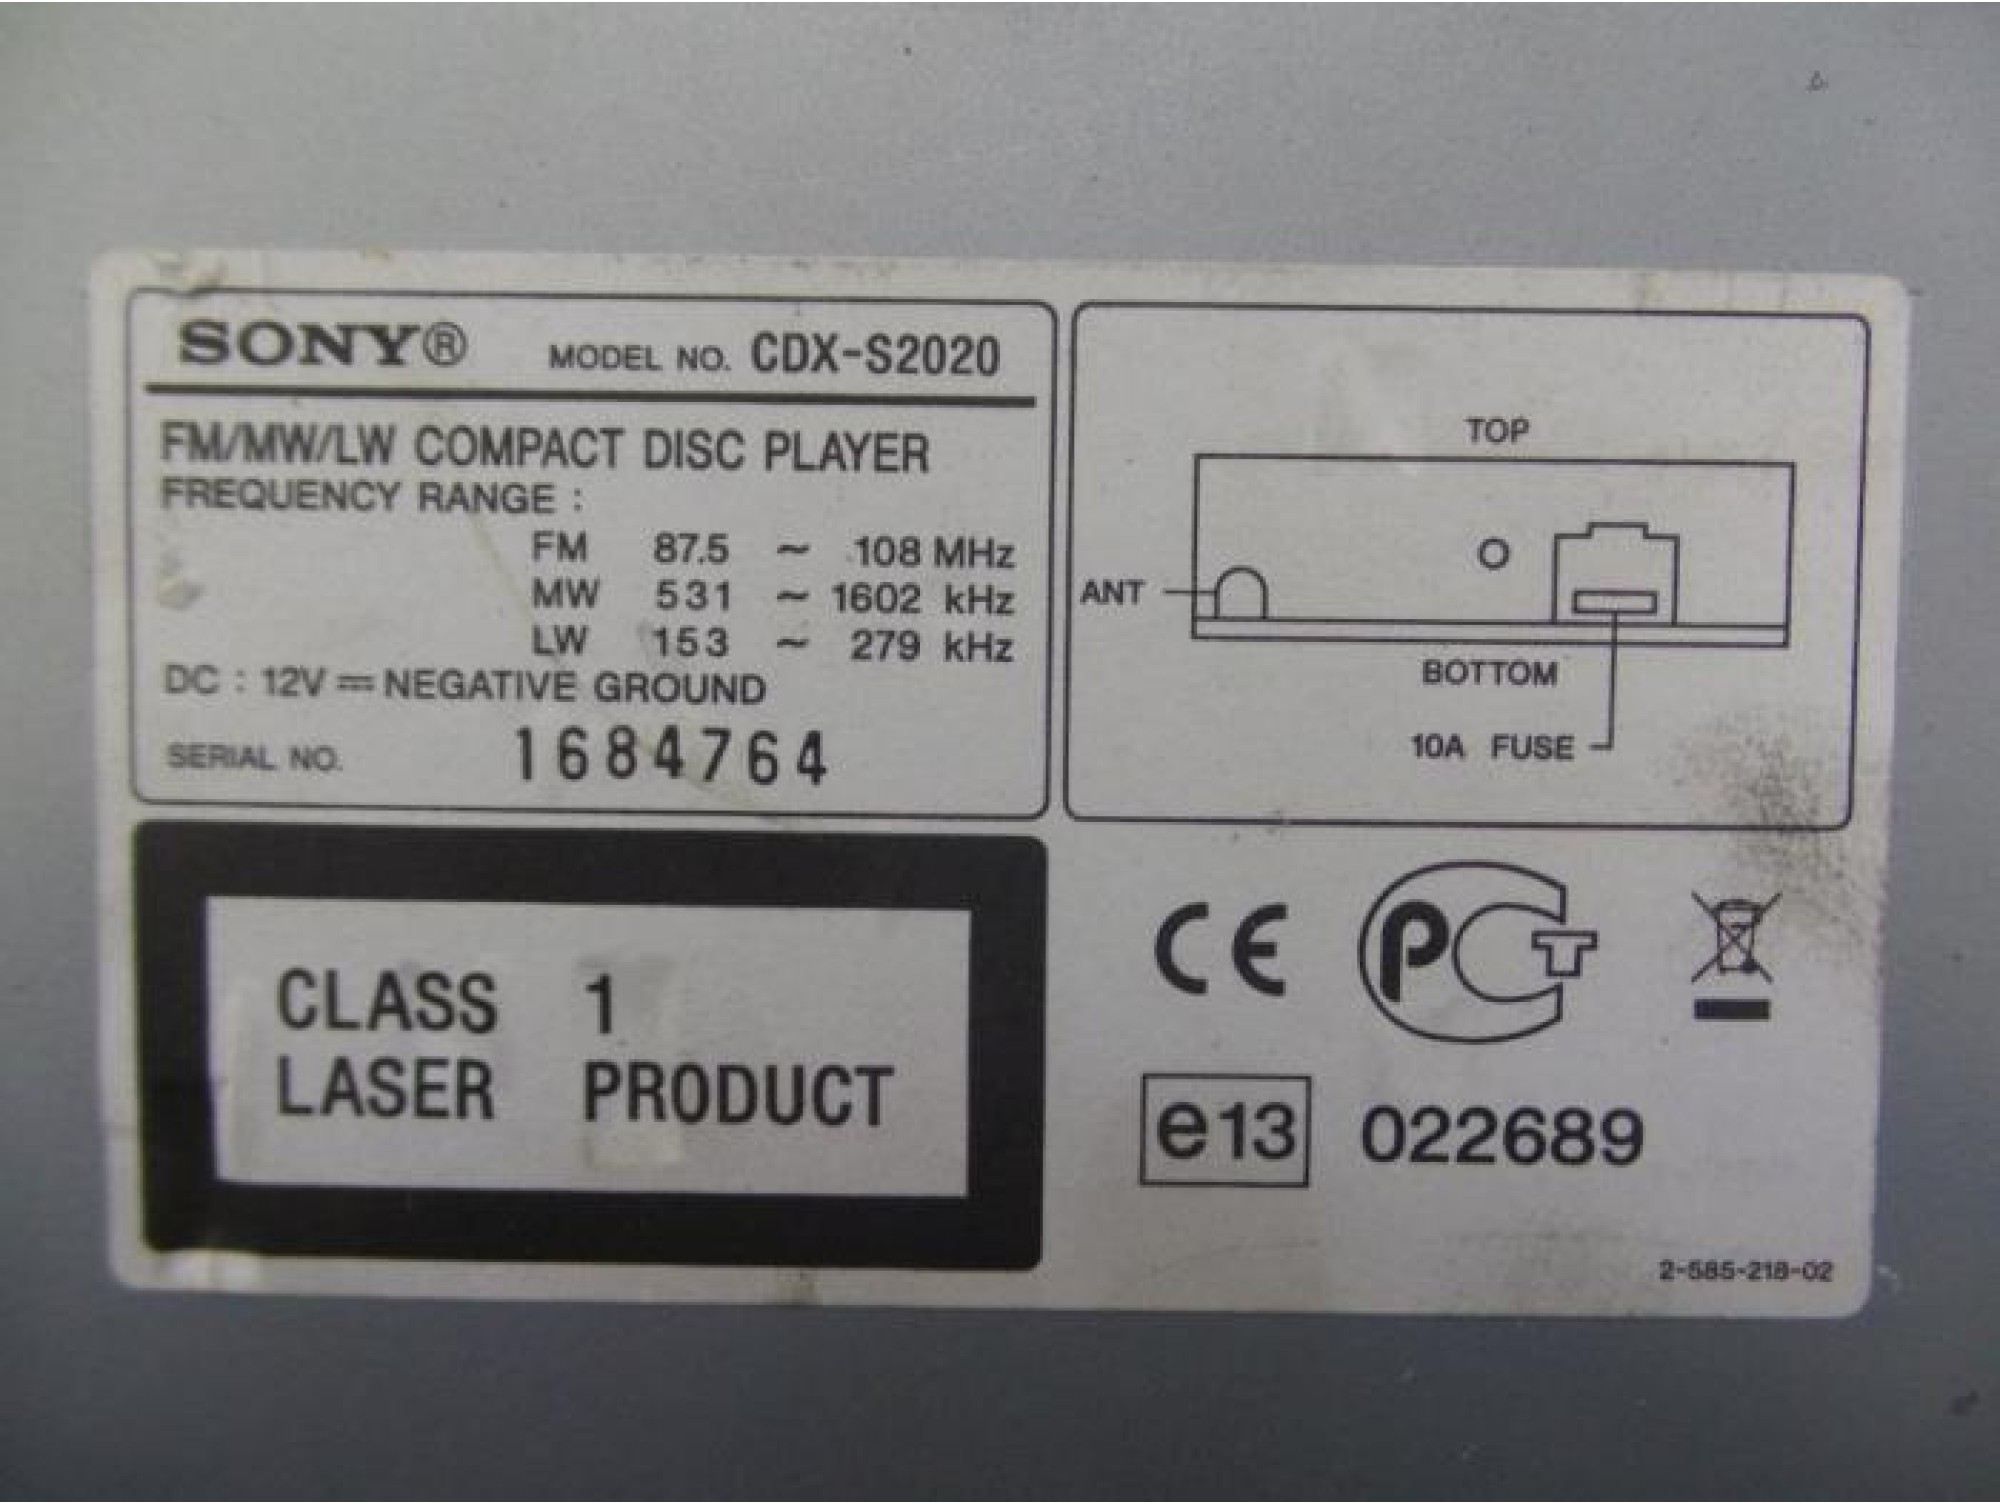 SONY® MODEL NO. CDX-S2020
FM/MW/LW COMPACT DISC PLAYER
FREQUENCY RANGE :
FM 87.5 ~ 108 MHz
MW 531 ~ 1602 kHz
LW 153 ~ 279 kHz
DC : 12V ⎓ NEGATIVE GROUND
SERIAL NO. 1684764
TOP
ANT
BOTTOM
10A FUSE
CLASS 1
LASER PRODUCT
CE РСТ
e13 022689
2-585-218-02